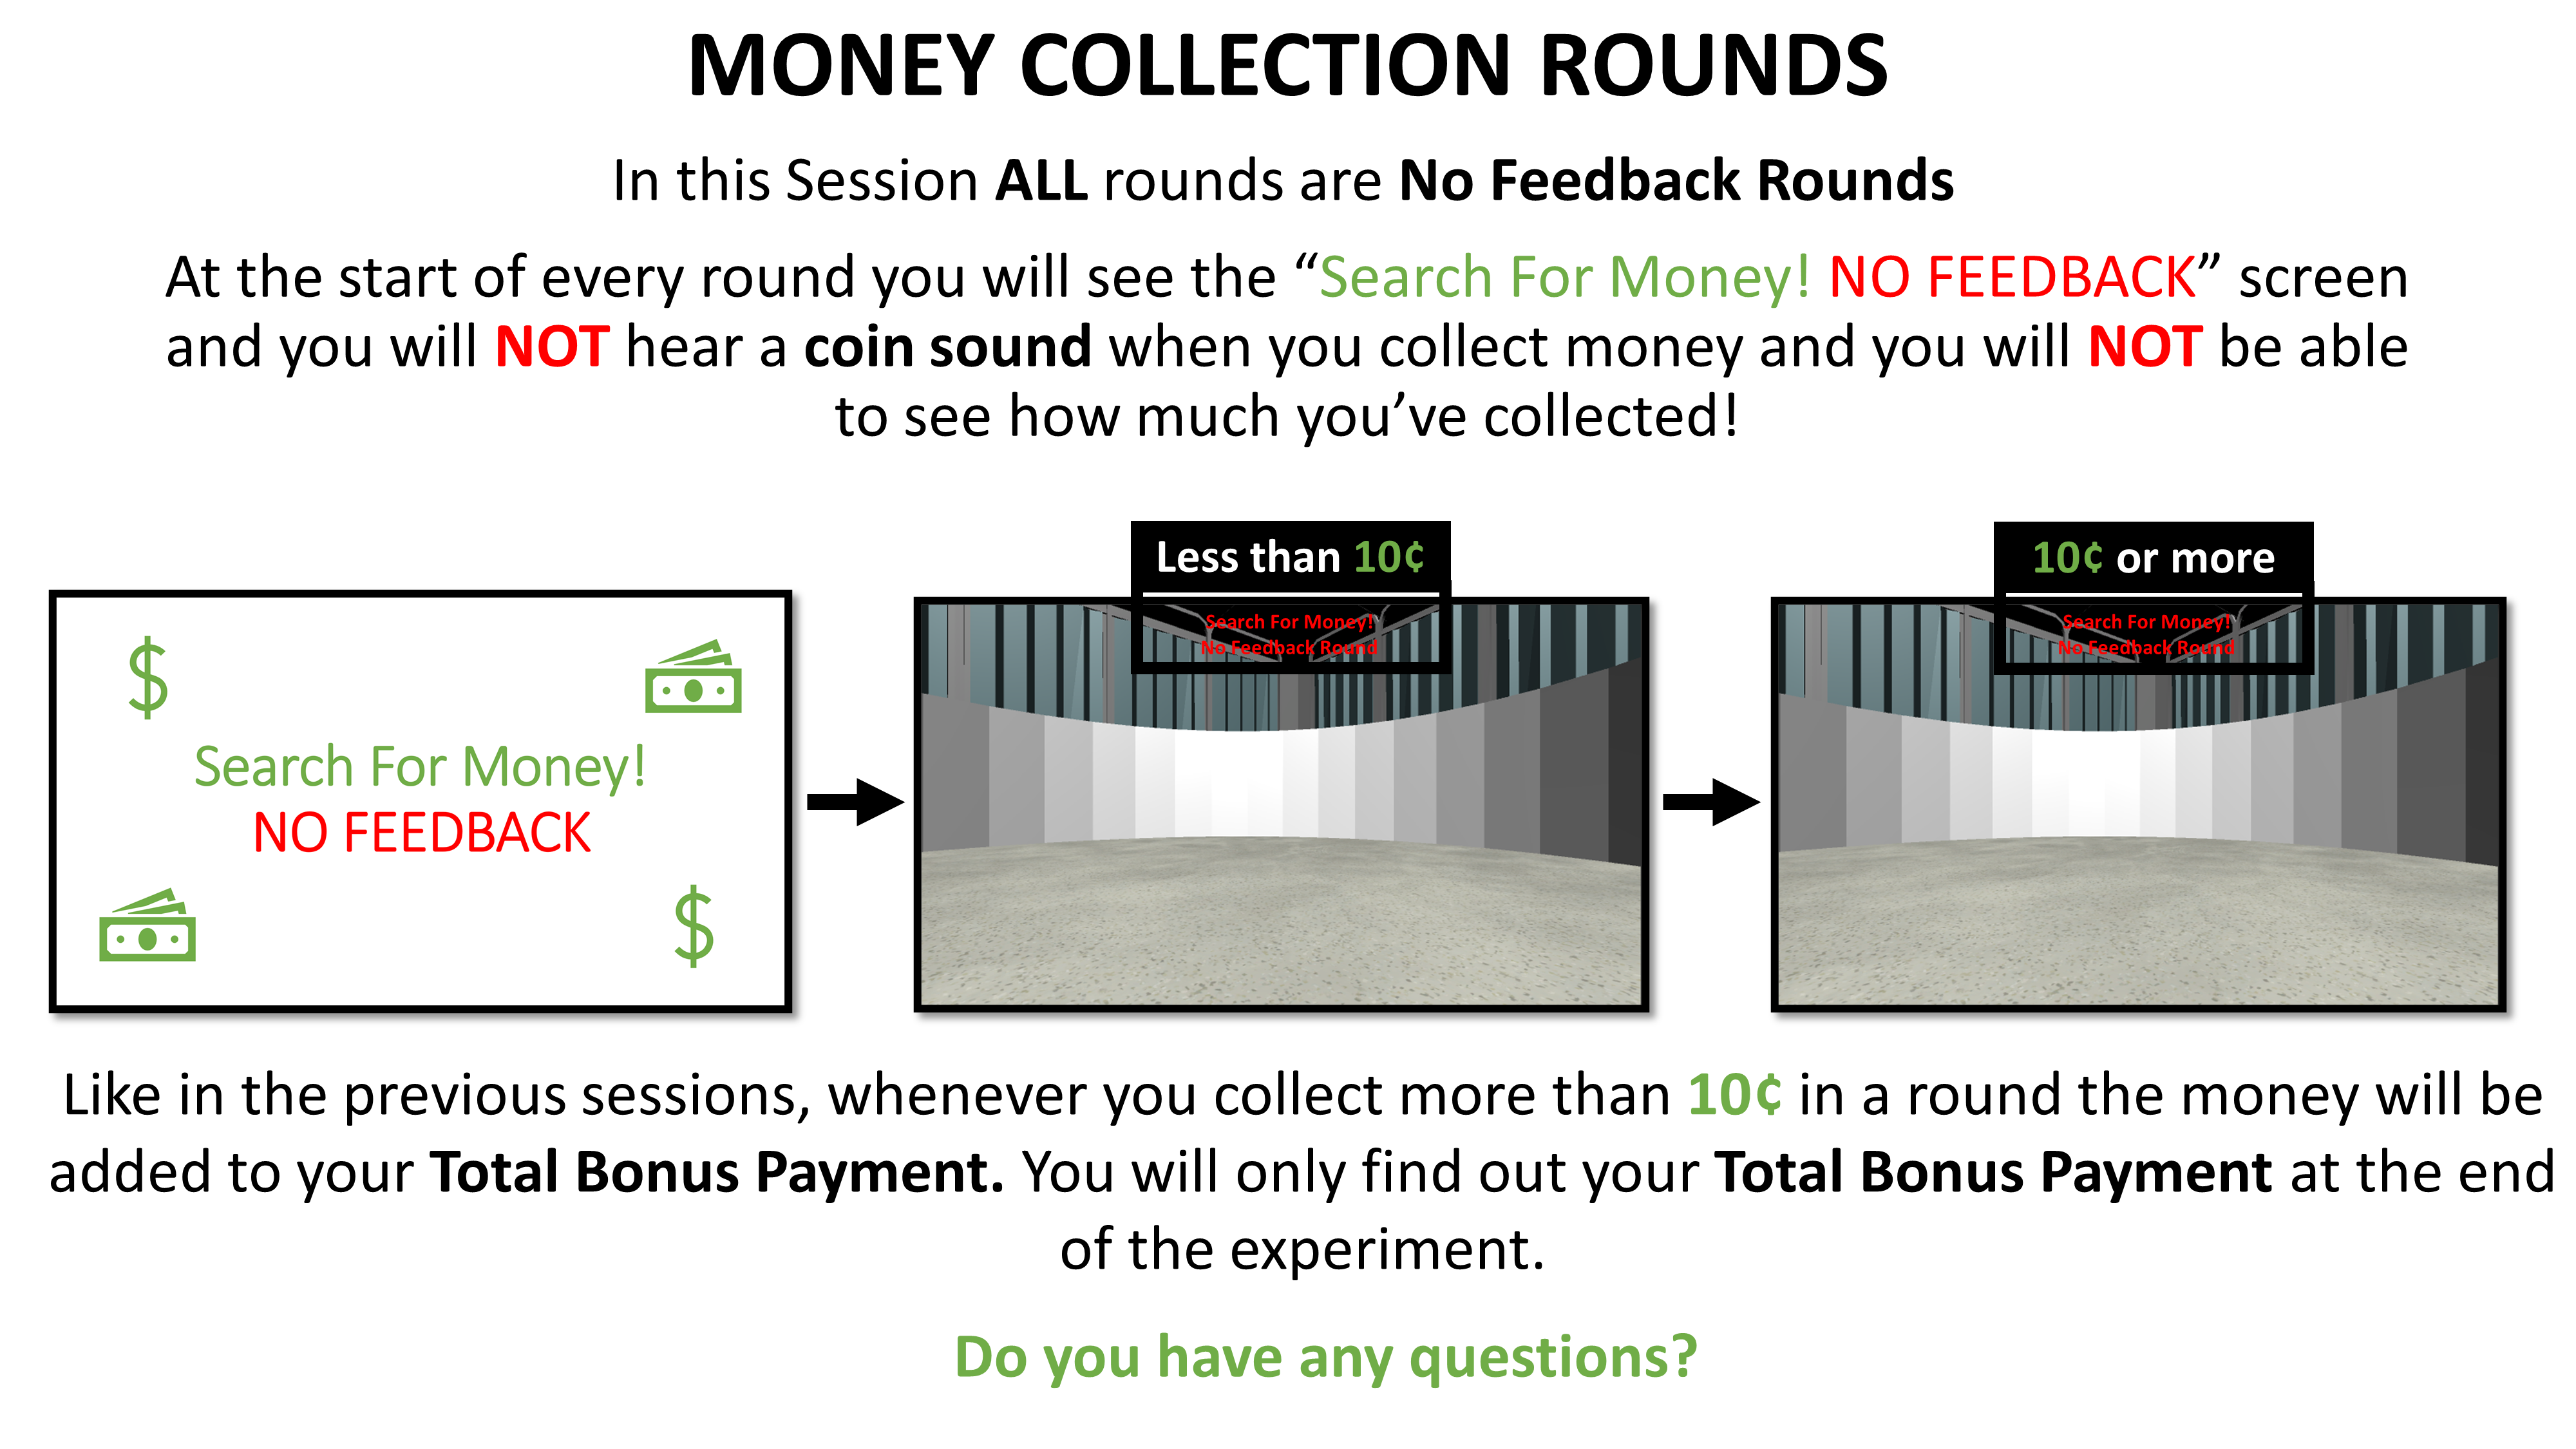 MONEY COLLECTION ROUNDS
In this Session ALL rounds are No Feedback Rounds
At the start of every round you will see the “Search For Money! NO FEEDBACK” screen
and you will NOT hear a coin sound when you collect money and you will NOT be able
to see how much you’ve collected!
$
Search For Money!
NO FEEDBACK
$
Less than 10¢
Search For Money!
No Feedback Round
10¢ or more
Search For Money!
No Feedback Round
Like in the previous sessions, whenever you collect more than 10¢ in a round the money will be
added to your Total Bonus Payment. You will only find out your Total Bonus Payment at the end
of the experiment.
Do you have any questions?